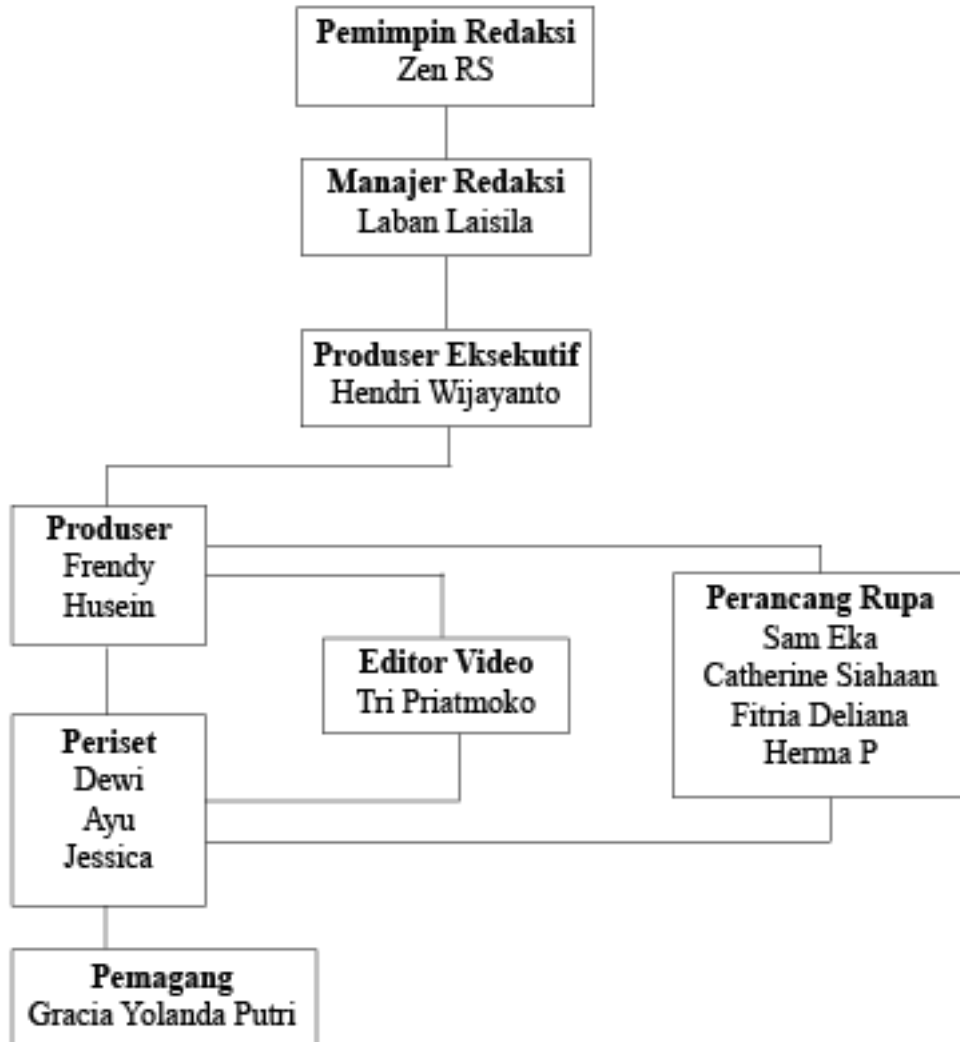 Pemimpin Redaksi
Zen RS
Manajer Redaksi
Laban Laisila
Produser Eksekutif
Hendri Wijayanto
Produser
Frendy
Husein
Perancang Rupa
Sam Eka
Catherine Siahaan
Fitria Deliana
Herma P
Editor Video
Tri Priatmoko
Periset
Dewi
Ayu
Jessica
Pemagang
Gracia Yolanda Putri